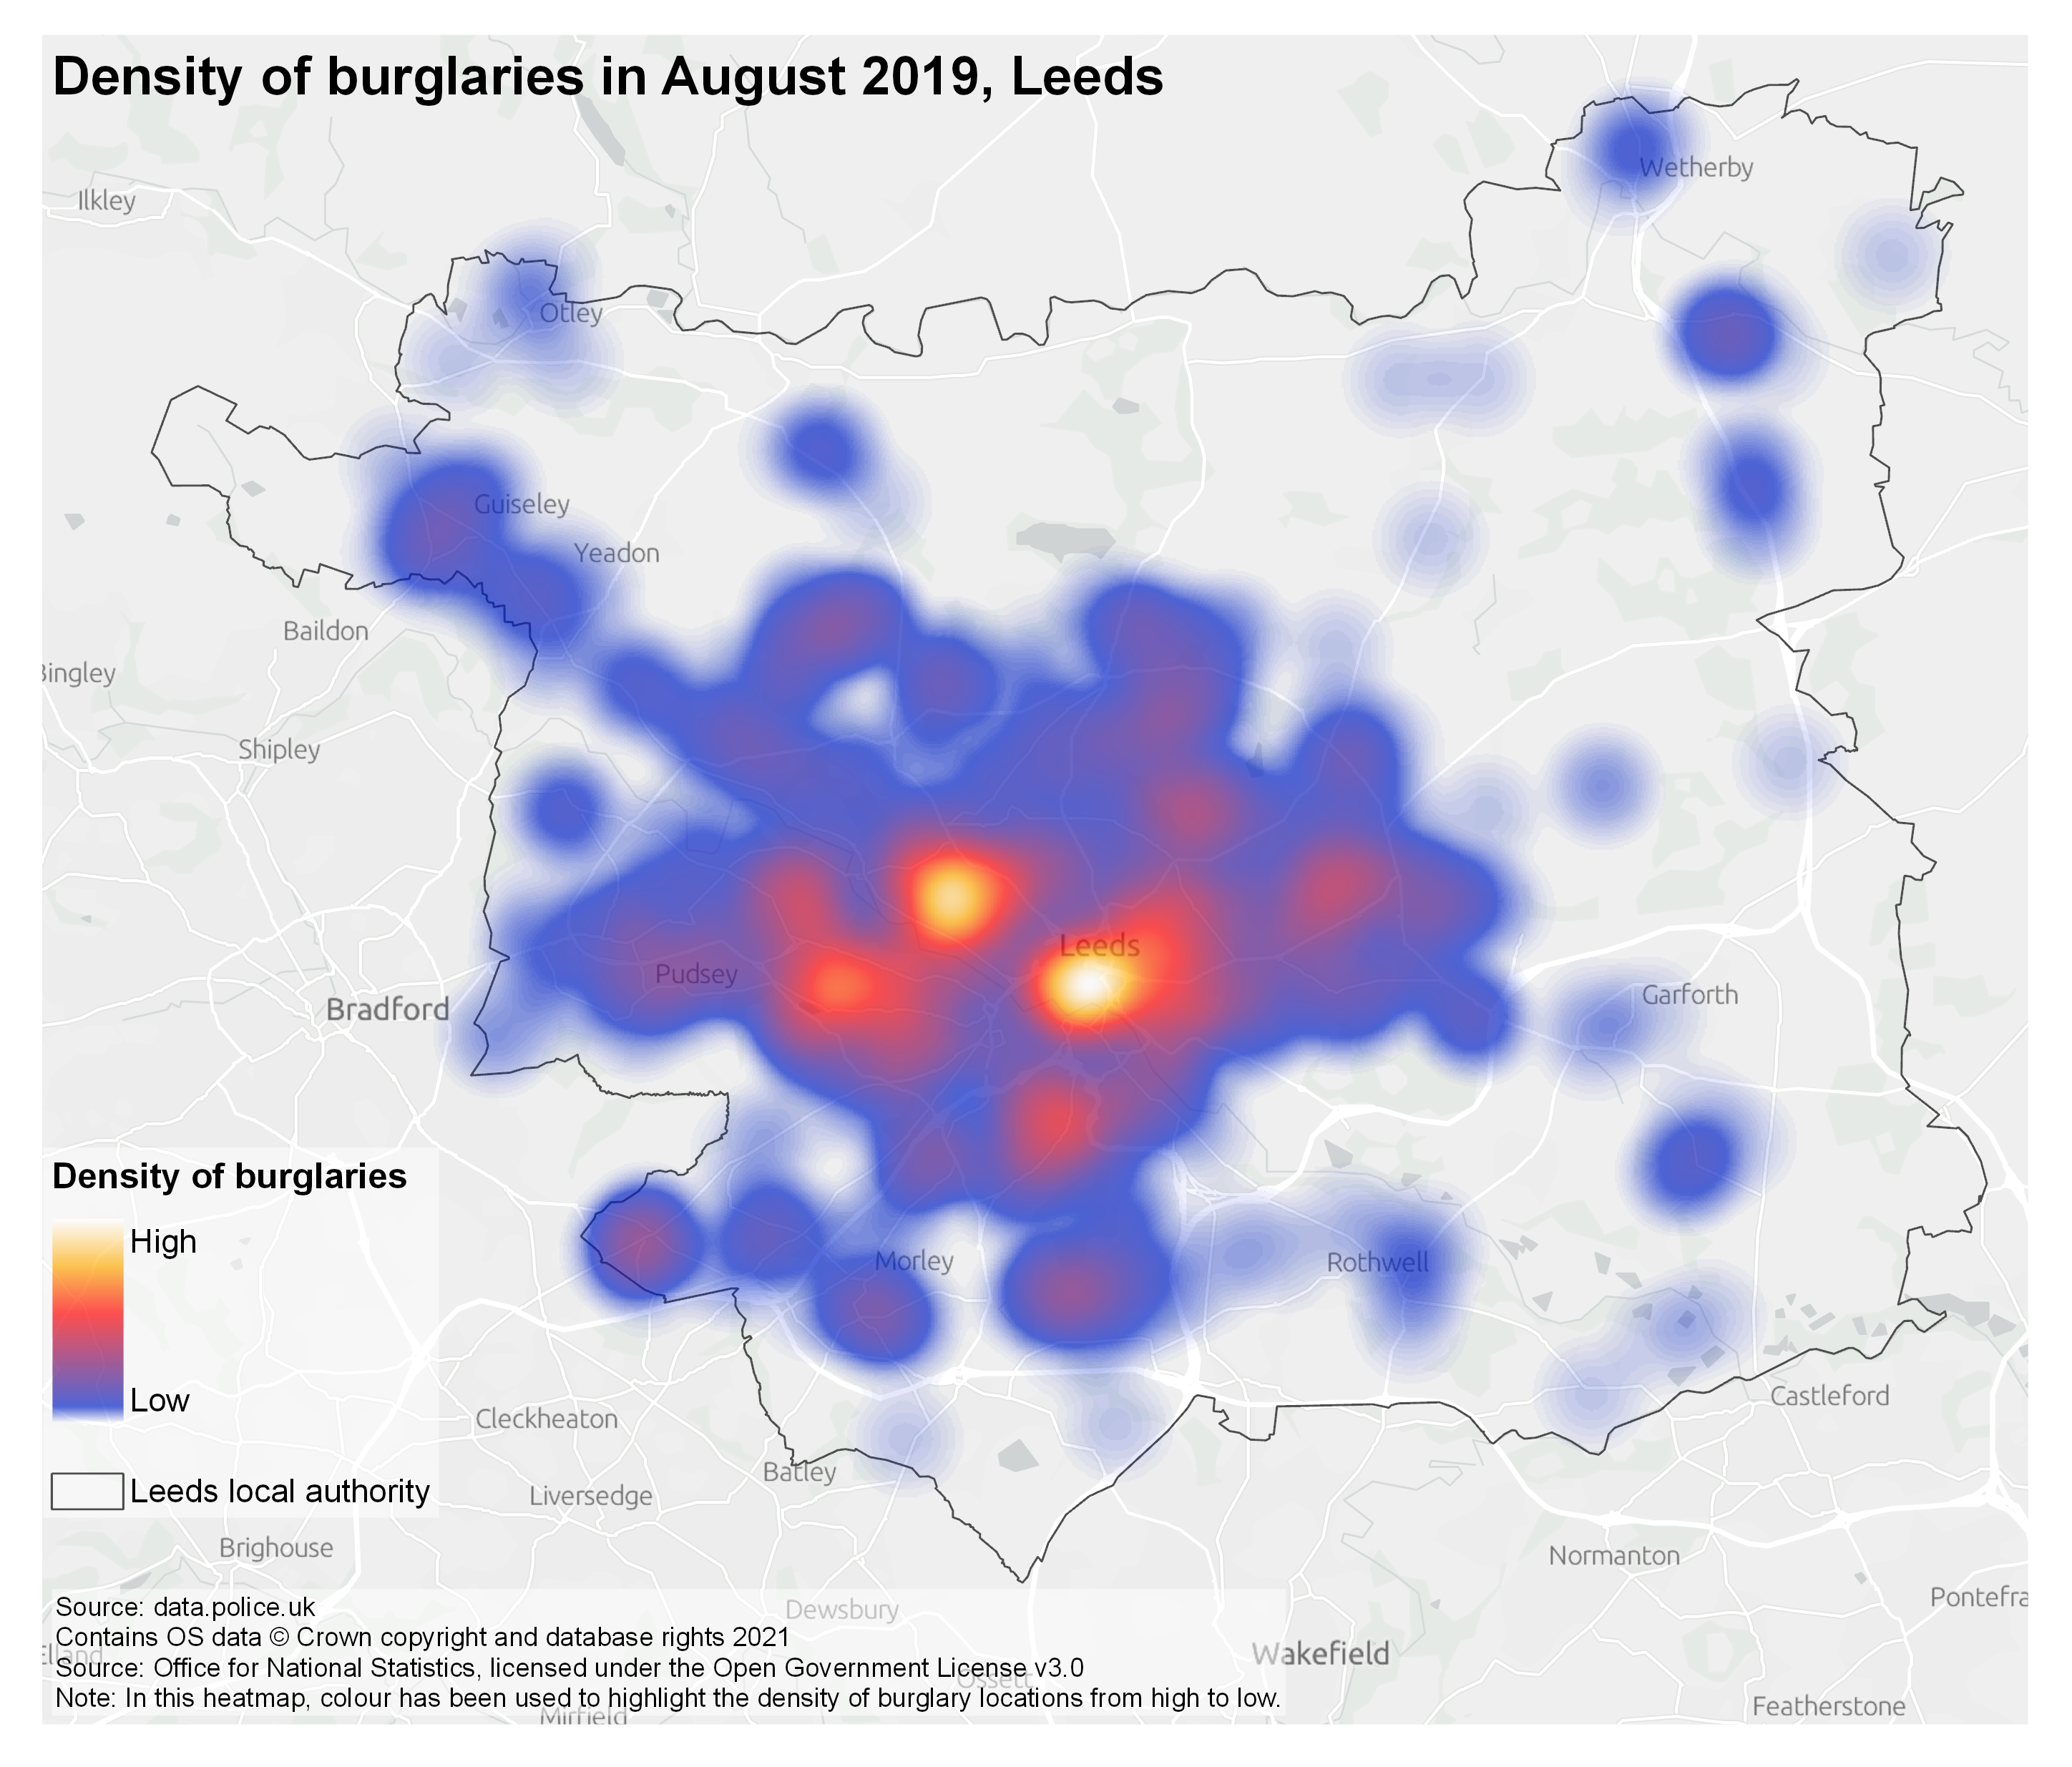 Density of burglaries in August 2019, Leeds
Wetherby
Ilkley
Otley
Guiseley
Yeadon
Baildon
Bingley
Shipley
Leeds
Pudsey
Bradford
Garforth
Density of burglaries
High
Low
Morley
Rothwell
Castleford
Cleckheaton
Batley
Leeds local authority
Liversedge
Brighouse
Normanton
Pontefra
Dewsbury
Source: data.police.uk
Contains OS data © Crown copyright and database rights 2021
Elland
Wakefield
Source: Office for National Statistics, licensed under the Open Government License v3.0
Ossett
Note: In this heatmap, colour has been used to highlight the density of burglary locations from high to low.
Featherstone
Mirfield